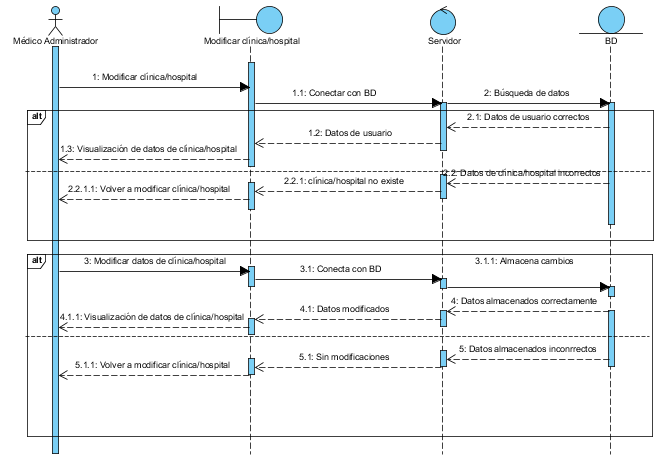 Médico Administrador
Modificar clínica/hospital
Servidor
BD
1: Modificar clínica/hospital
1.1: Conectar con BD
2: Búsqueda de datos
alt
2.1: Datos de usuario correctos
1.2: Datos de usuario
1.3: Visualización de datos de clínica/hospital
2.2: Datos de clínica/hospital incorrectos
2.2.1: clínica/hospital no existe
2.2.1.1: Volver a modificar clínica/hospital
alt
3: Modificar datos de clínica/hospital
3.1: Conecta con BD
3.1.1: Almacena cambios
4: Datos almacenados correctamente
4.1: Datos modificados
4.1.1: Visualización de datos de clínica/hospital
5: Datos almacenados inconrrectos
5.1: Sin modificaciones
5.1.1: Volver a modificar clínica/hospital